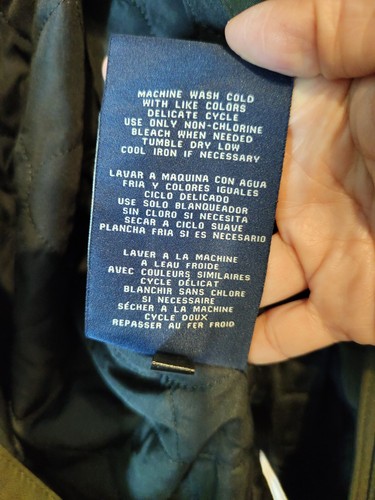 MACHINE WASH COLD
WITH LIKE COLORS
DELICATE CYCLE
USE ONLY NON-CHLORINE
BLEACH WHEN NEEDED
TUMBLE DRY LOW
COOL IRON IF NECESSARY
LAVAR A MAQUINA CON AGUA
FRIA Y COLORES IGUALES
CICLO DELICADO
USE SOLO BLANQUEADOR
SIN CLORO SI NECESITA
SECAR A CICLO SUAVE
PLANCHA FRIA SI ES NECESARIO
LAVER A LA MACHINE
A LEAU FROIDE
AVEC COULEURS SIMILAIRES
CYCLE DÉLICAT
BLANCHIR SANS CHLORE
SI NECESSAIRE
SÉCHER A LA MACHINE
CYCLE DOUX
REPASSER AU FER FROID